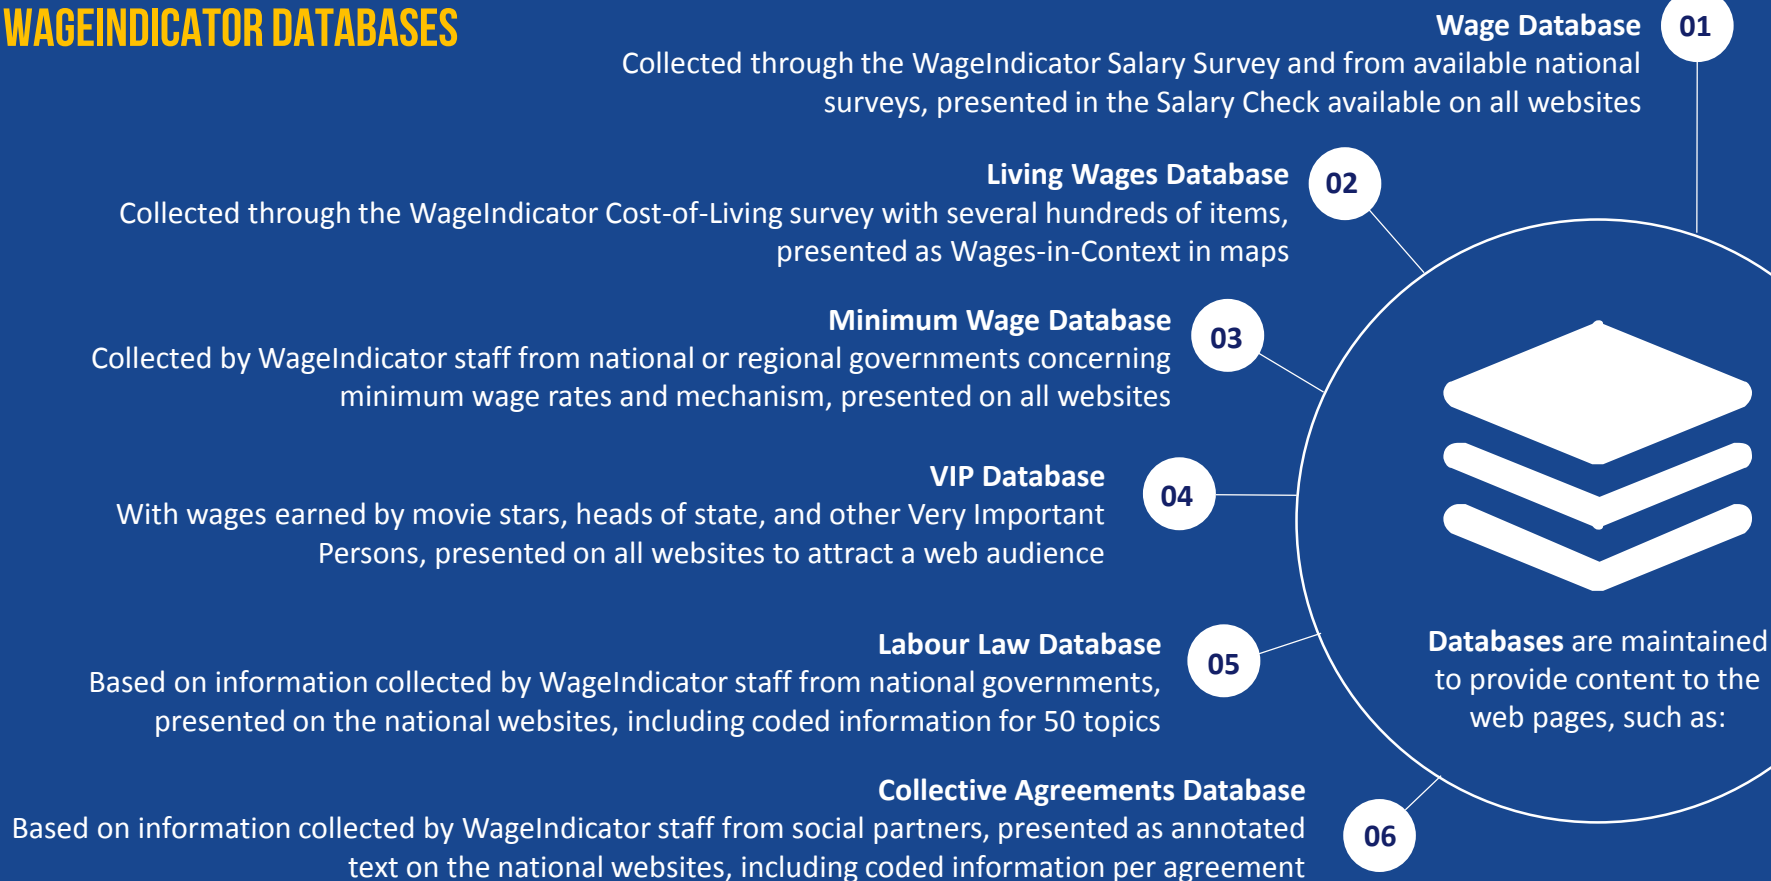 WAGEINDICATOR DATABASES
Wage Database
01
Collected through the WageIndicator Salary Survey and from available national
surveys, presented in the Salary Check available on all websites
Living Wages Database
02
Collected through the WageIndicator Cost-of-Living survey with several hundreds of items,
presented as Wages-in-Context in maps
Minimum Wage Database
03
Collected by WageIndicator staff from national or regional governments concerning
minimum wage rates and mechanism, presented on all websites
VIP Database
04
With wages earned by movie stars, heads of state, and other Very Important
Persons, presented on all websites to attract a web audience
Labour Law Database
05
Based on information collected by WageIndicator staff from national governments,
presented on the national websites, including coded information for 50 topics
Collective Agreements Database
06
Based on information collected by WageIndicator staff from social partners, presented as annotated
text on the national websites, including coded information per agreement
Databases are maintained
to provide content to the
web pages, such as: